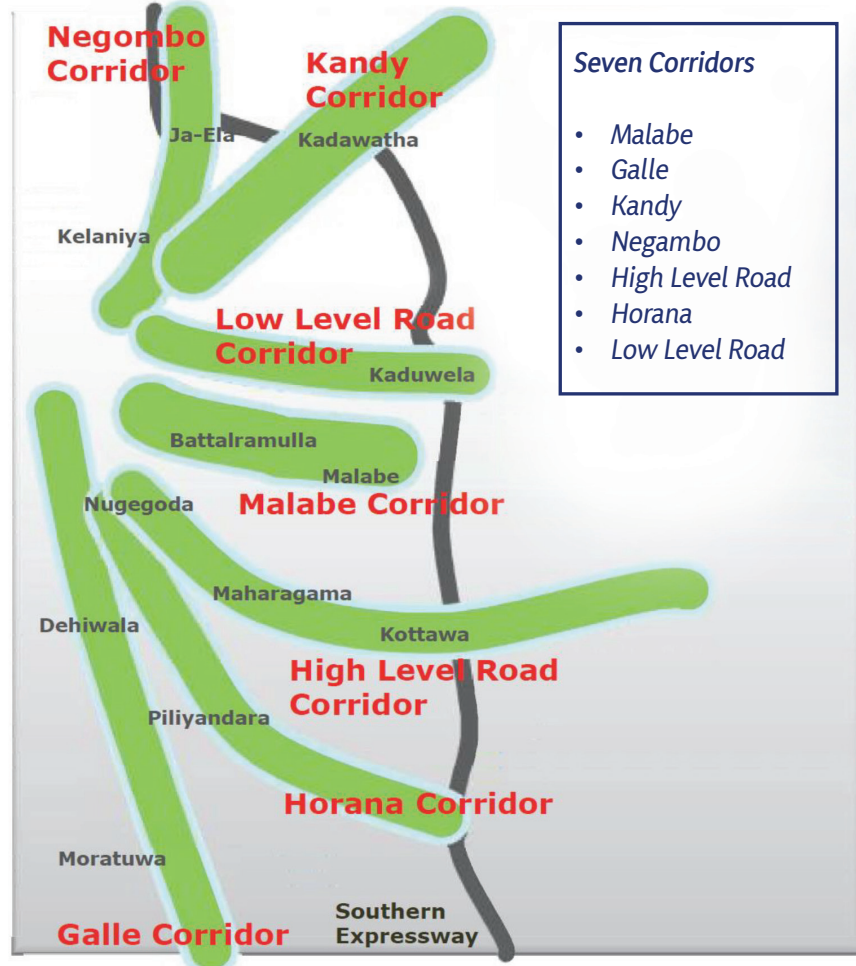 Negombo
Corridor
Kandy
Corridor
Ja-Ela
Kadawatha
Kelaniya
Low Level Road
Corridor
Kaduwela
Battalramulla
Malabe
Malabe Corridor
Nugegoda
Maharagama
Dehiwala
Kottawa
High Level Road
Corridor
Piliyandara
Horana Corridor
Moratuwa
Southern
Expressway
Galle Corridor
Seven Corridors
• Malabe
• Galle
• Kandy
• Negambo
• High Level Road
• Horana
• Low Level Road